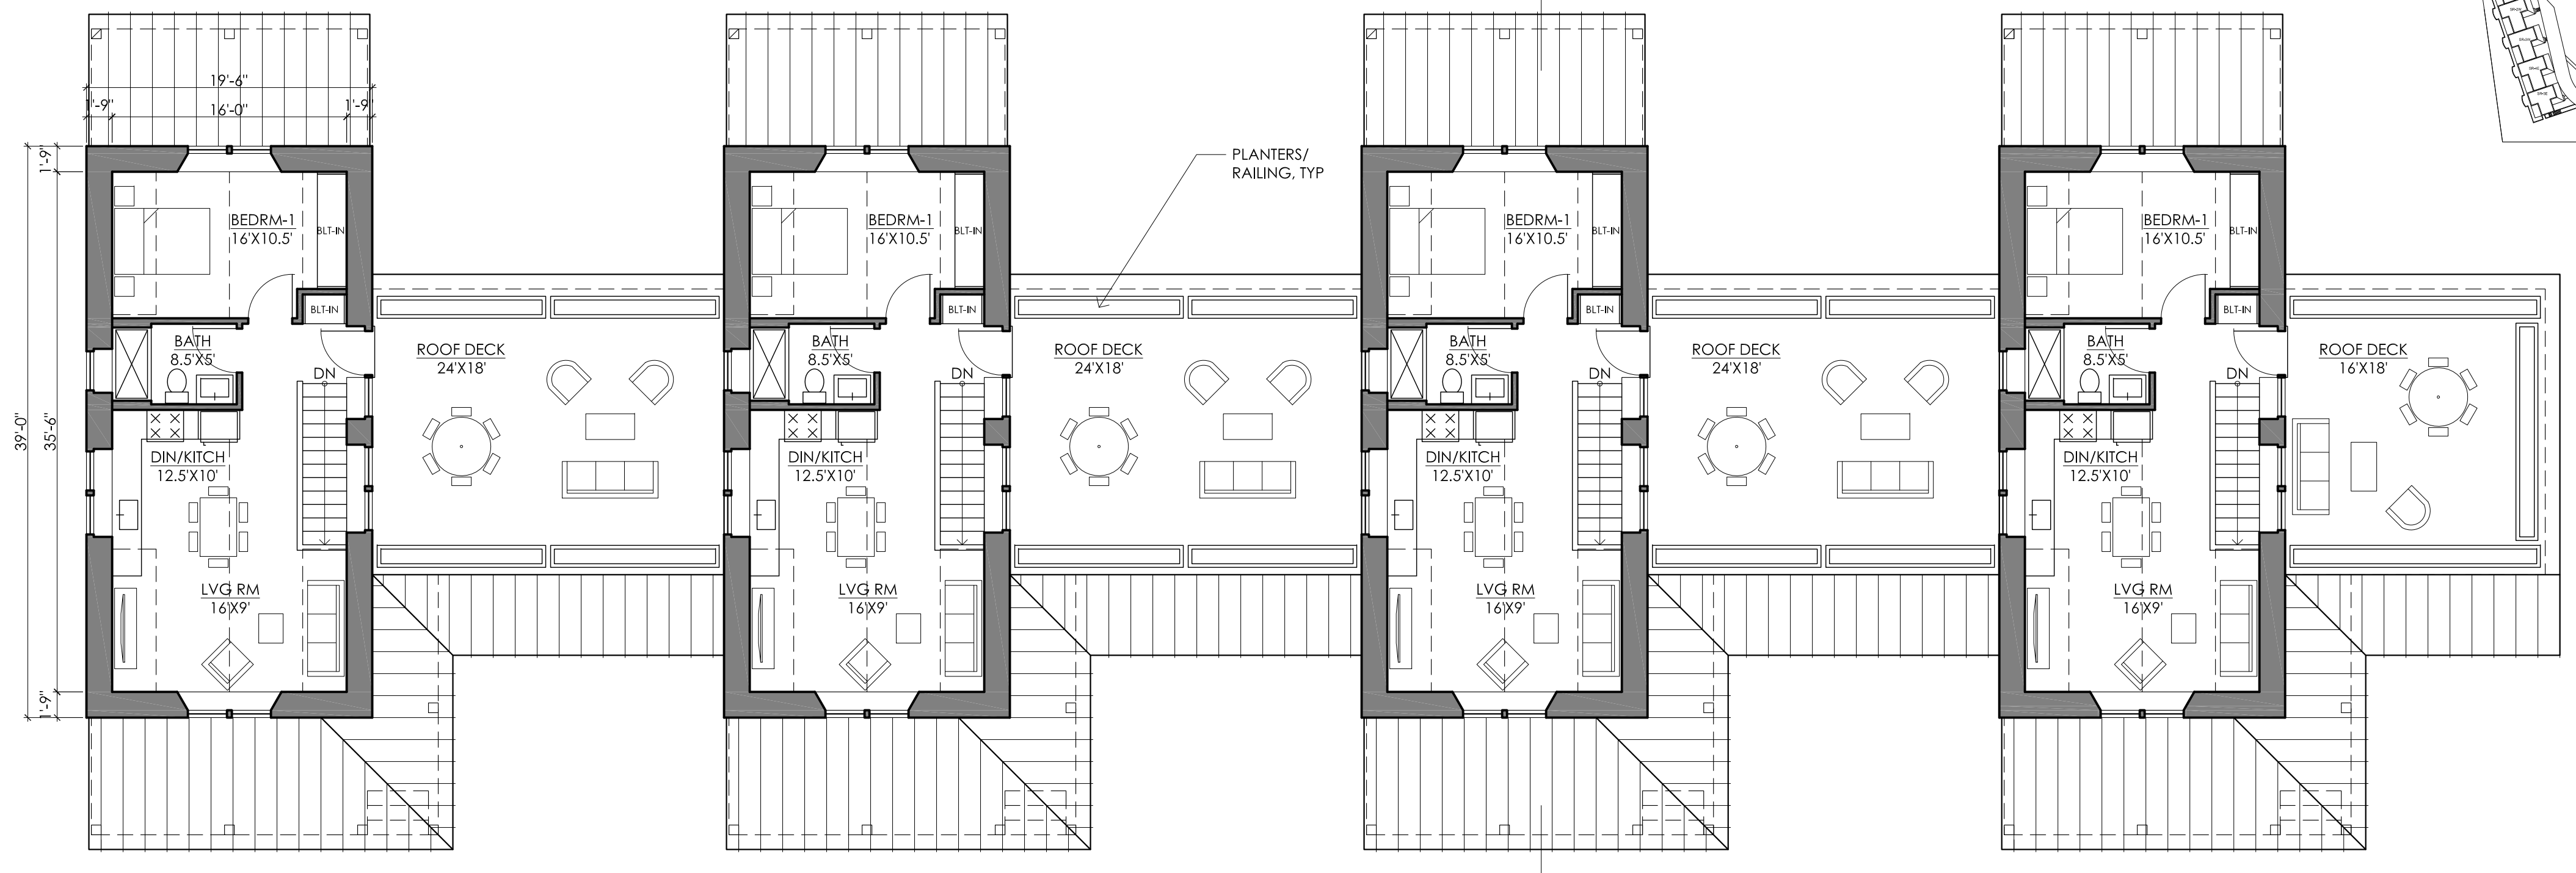 19'-6"
1'-9"
16'-0"
1'-9"
39'-0"
1'-9"
35'-6"
1'-9"
BEDRM-1
16'X10.5'
BLT-IN
BLT-IN
BATH
8.5'X5'
DN
DIN/KITCH
12.5'X10'
LVG RM
16'X9'
ROOF DECK
24'X18'
BEDRM-1
16'X10.5'
BLT-IN
BLT-IN
BATH
8.5'X5'
DN
DIN/KITCH
12.5'X10'
LVG RM
16'X9'
PLANTERS/
RAILING, TYP
ROOF DECK
24'X18'
BEDRM-1
16'X10.5'
BLT-IN
BLT-IN
BATH
8.5'X5'
DN
DIN/KITCH
12.5'X10'
LVG RM
16'X9'
ROOF DECK
24'X18'
BEDRM-1
16'X10.5'
BLT-IN
BLT-IN
BATH
8.5'X5'
DN
DIN/KITCH
12.5'X10'
LVG RM
16'X9'
ROOF DECK
16'X18'